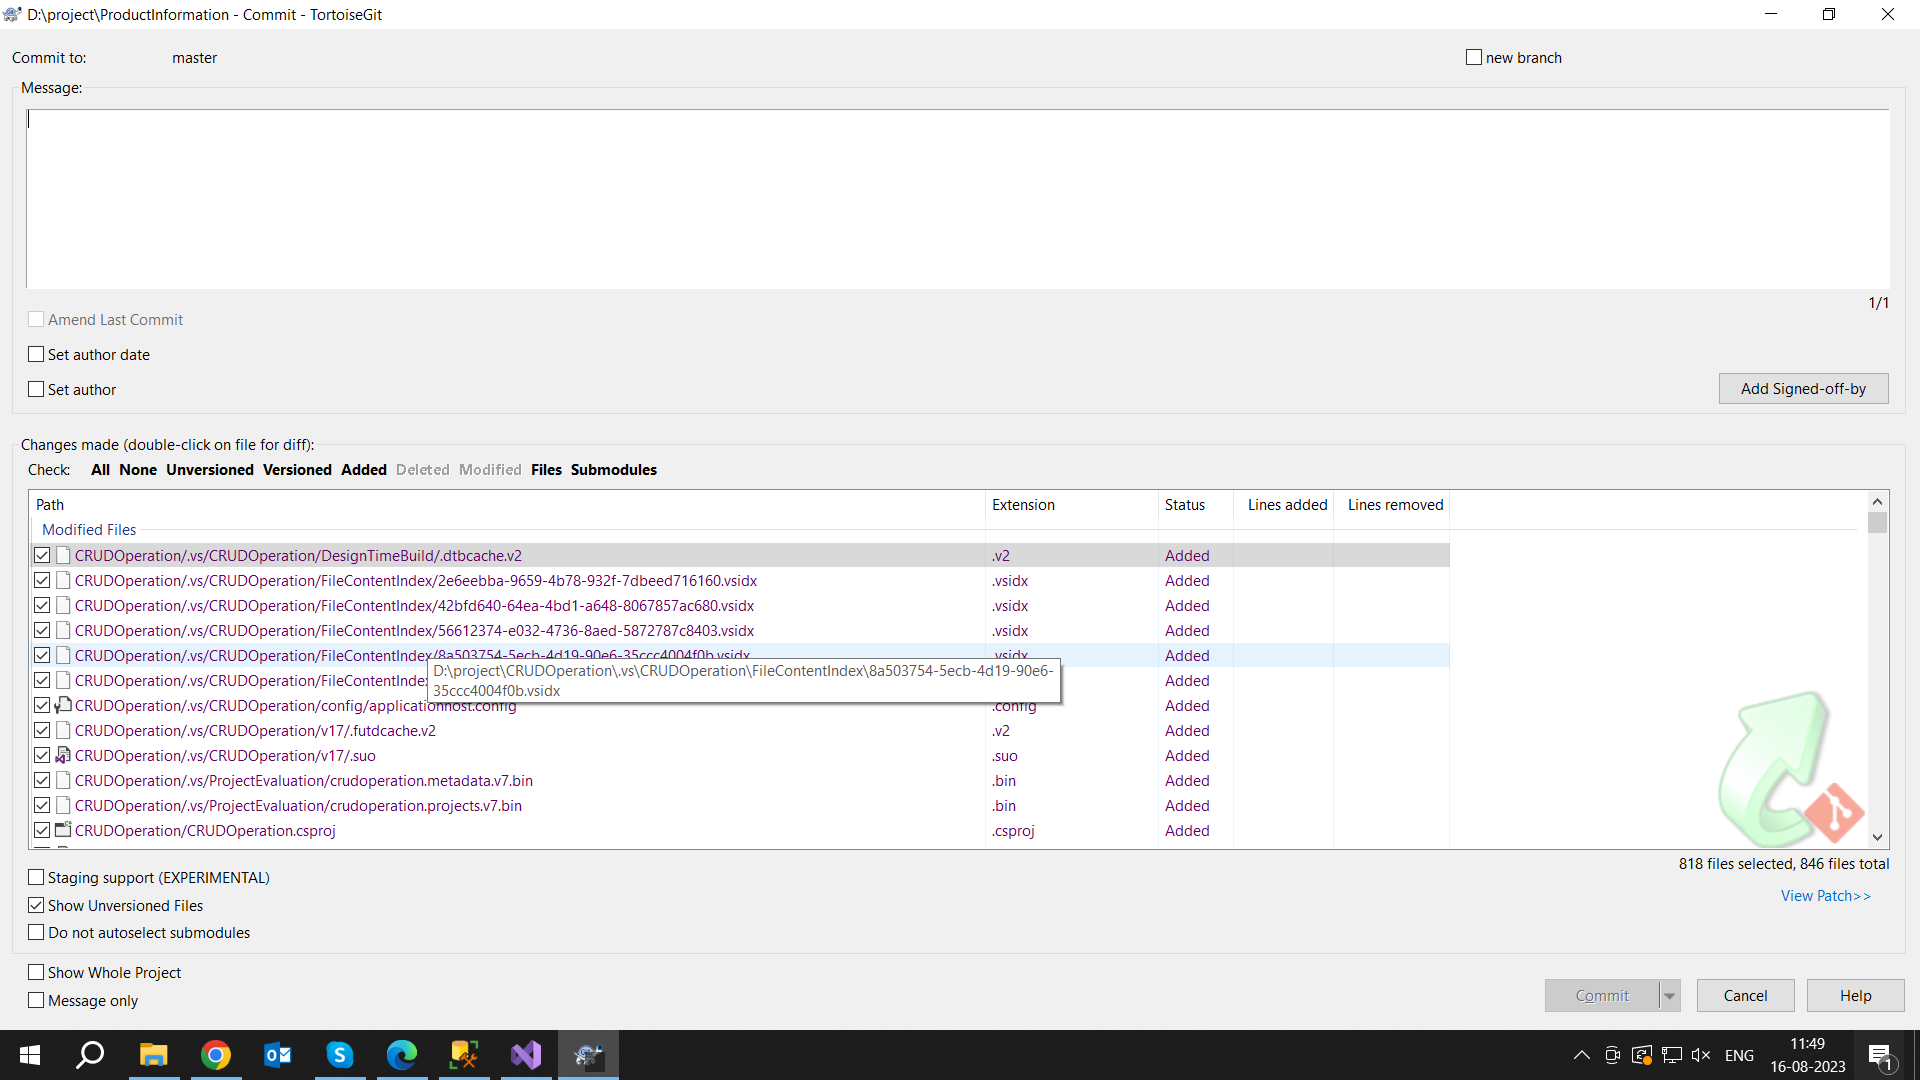 D:\project\ProductInformation - Commit - TortoiseGit
Commit to: master new branch
Message:
1/1
Amend Last Commit
Set author date
Set author
Add Signed-off-by
Changes made (double-click on file for diff):
Check: All None Unversioned Versioned Added Deleted Modified Files Submodules
Path Extension Status Lines added Lines removed
Modified Files
CRUDOperation/.vs/CRUDOperation/DesignTimeBuild/.dtbcache.v2 .v2 Added
CRUDOperation/.vs/CRUDOperation/FileContentIndex/2e6eebba-9659-4b78-932f-7dbeed716160.vsidx .vsidx Added
CRUDOperation/.vs/CRUDOperation/FileContentIndex/42bfd640-64ea-4bd1-a648-8067857ac680.vsidx .vsidx Added
CRUDOperation/.vs/CRUDOperation/FileContentIndex/56612374-e032-4736-8aed-5872787c8403.vsidx .vsidx Added
CRUDOperation/.vs/CRUDOperation/FileContentIndex/8a503754-5ecb-4d19-90e6-35ccc4004f0b.vsidx .vsidx Added
D:\project\CRUDOperation\.vs\CRUDOperation\FileContentIndex\8a503754-5ecb-4d19-90e6-
35ccc4004f0b.vsidx
CRUDOperation/.vs/CRUDOperation/FileContentIndex Added
CRUDOperation/.vs/CRUDOperation/config/applicationhost.config .config Added
CRUDOperation/.vs/CRUDOperation/v17/.futdcache.v2 .v2 Added
CRUDOperation/.vs/CRUDOperation/v17/.suo .suo Added
CRUDOperation/.vs/ProjectEvaluation/crudoperation.metadata.v7.bin .bin Added
CRUDOperation/.vs/ProjectEvaluation/crudoperation.projects.v7.bin .bin Added
CRUDOperation/CRUDOperation.csproj .csproj Added
818 files selected, 846 files total
Staging support (EXPERIMENTAL)
View Patch>>
Show Unversioned Files
Do not autoselect submodules
Show Whole Project
Message only
Commit Cancel Help
ENG
11:49
16-08-2023
1